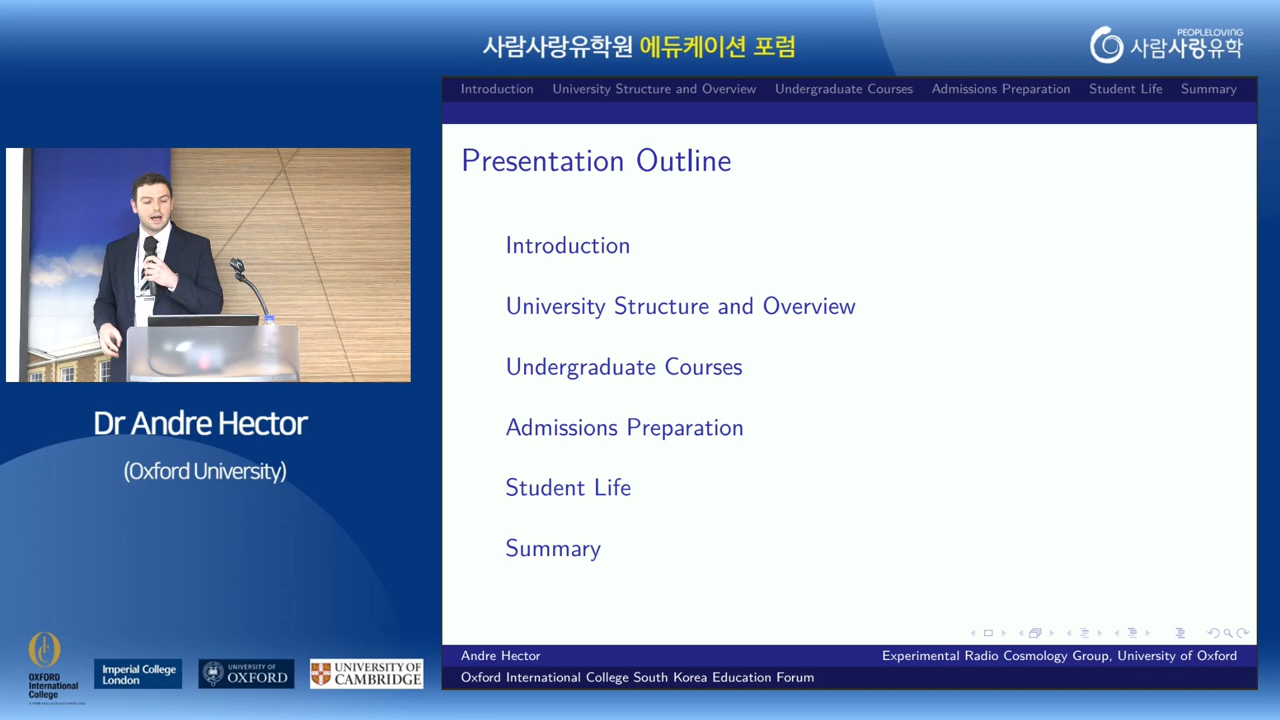 사람사랑유학원 에듀케이션 포럼
PEOPLELOVING
사람사랑유학
Introduction University Structure and Overview Undergraduate Courses Admissions Preparation Student Life Summary
Presentation Outline
Introduction
University Structure and Overview
Undergraduate Courses
Admissions Preparation
Student Life
Summary
Dr Andre Hector
(Oxford University)
Andre Hector
Experimental Radio Cosmology Group, University of Oxford
Oxford International College South Korea Education Forum
OXFORD
International
College
Imperial College
London
UNIVERSITY OF
OXFORD
UNIVERSITY OF
CAMBRIDGE